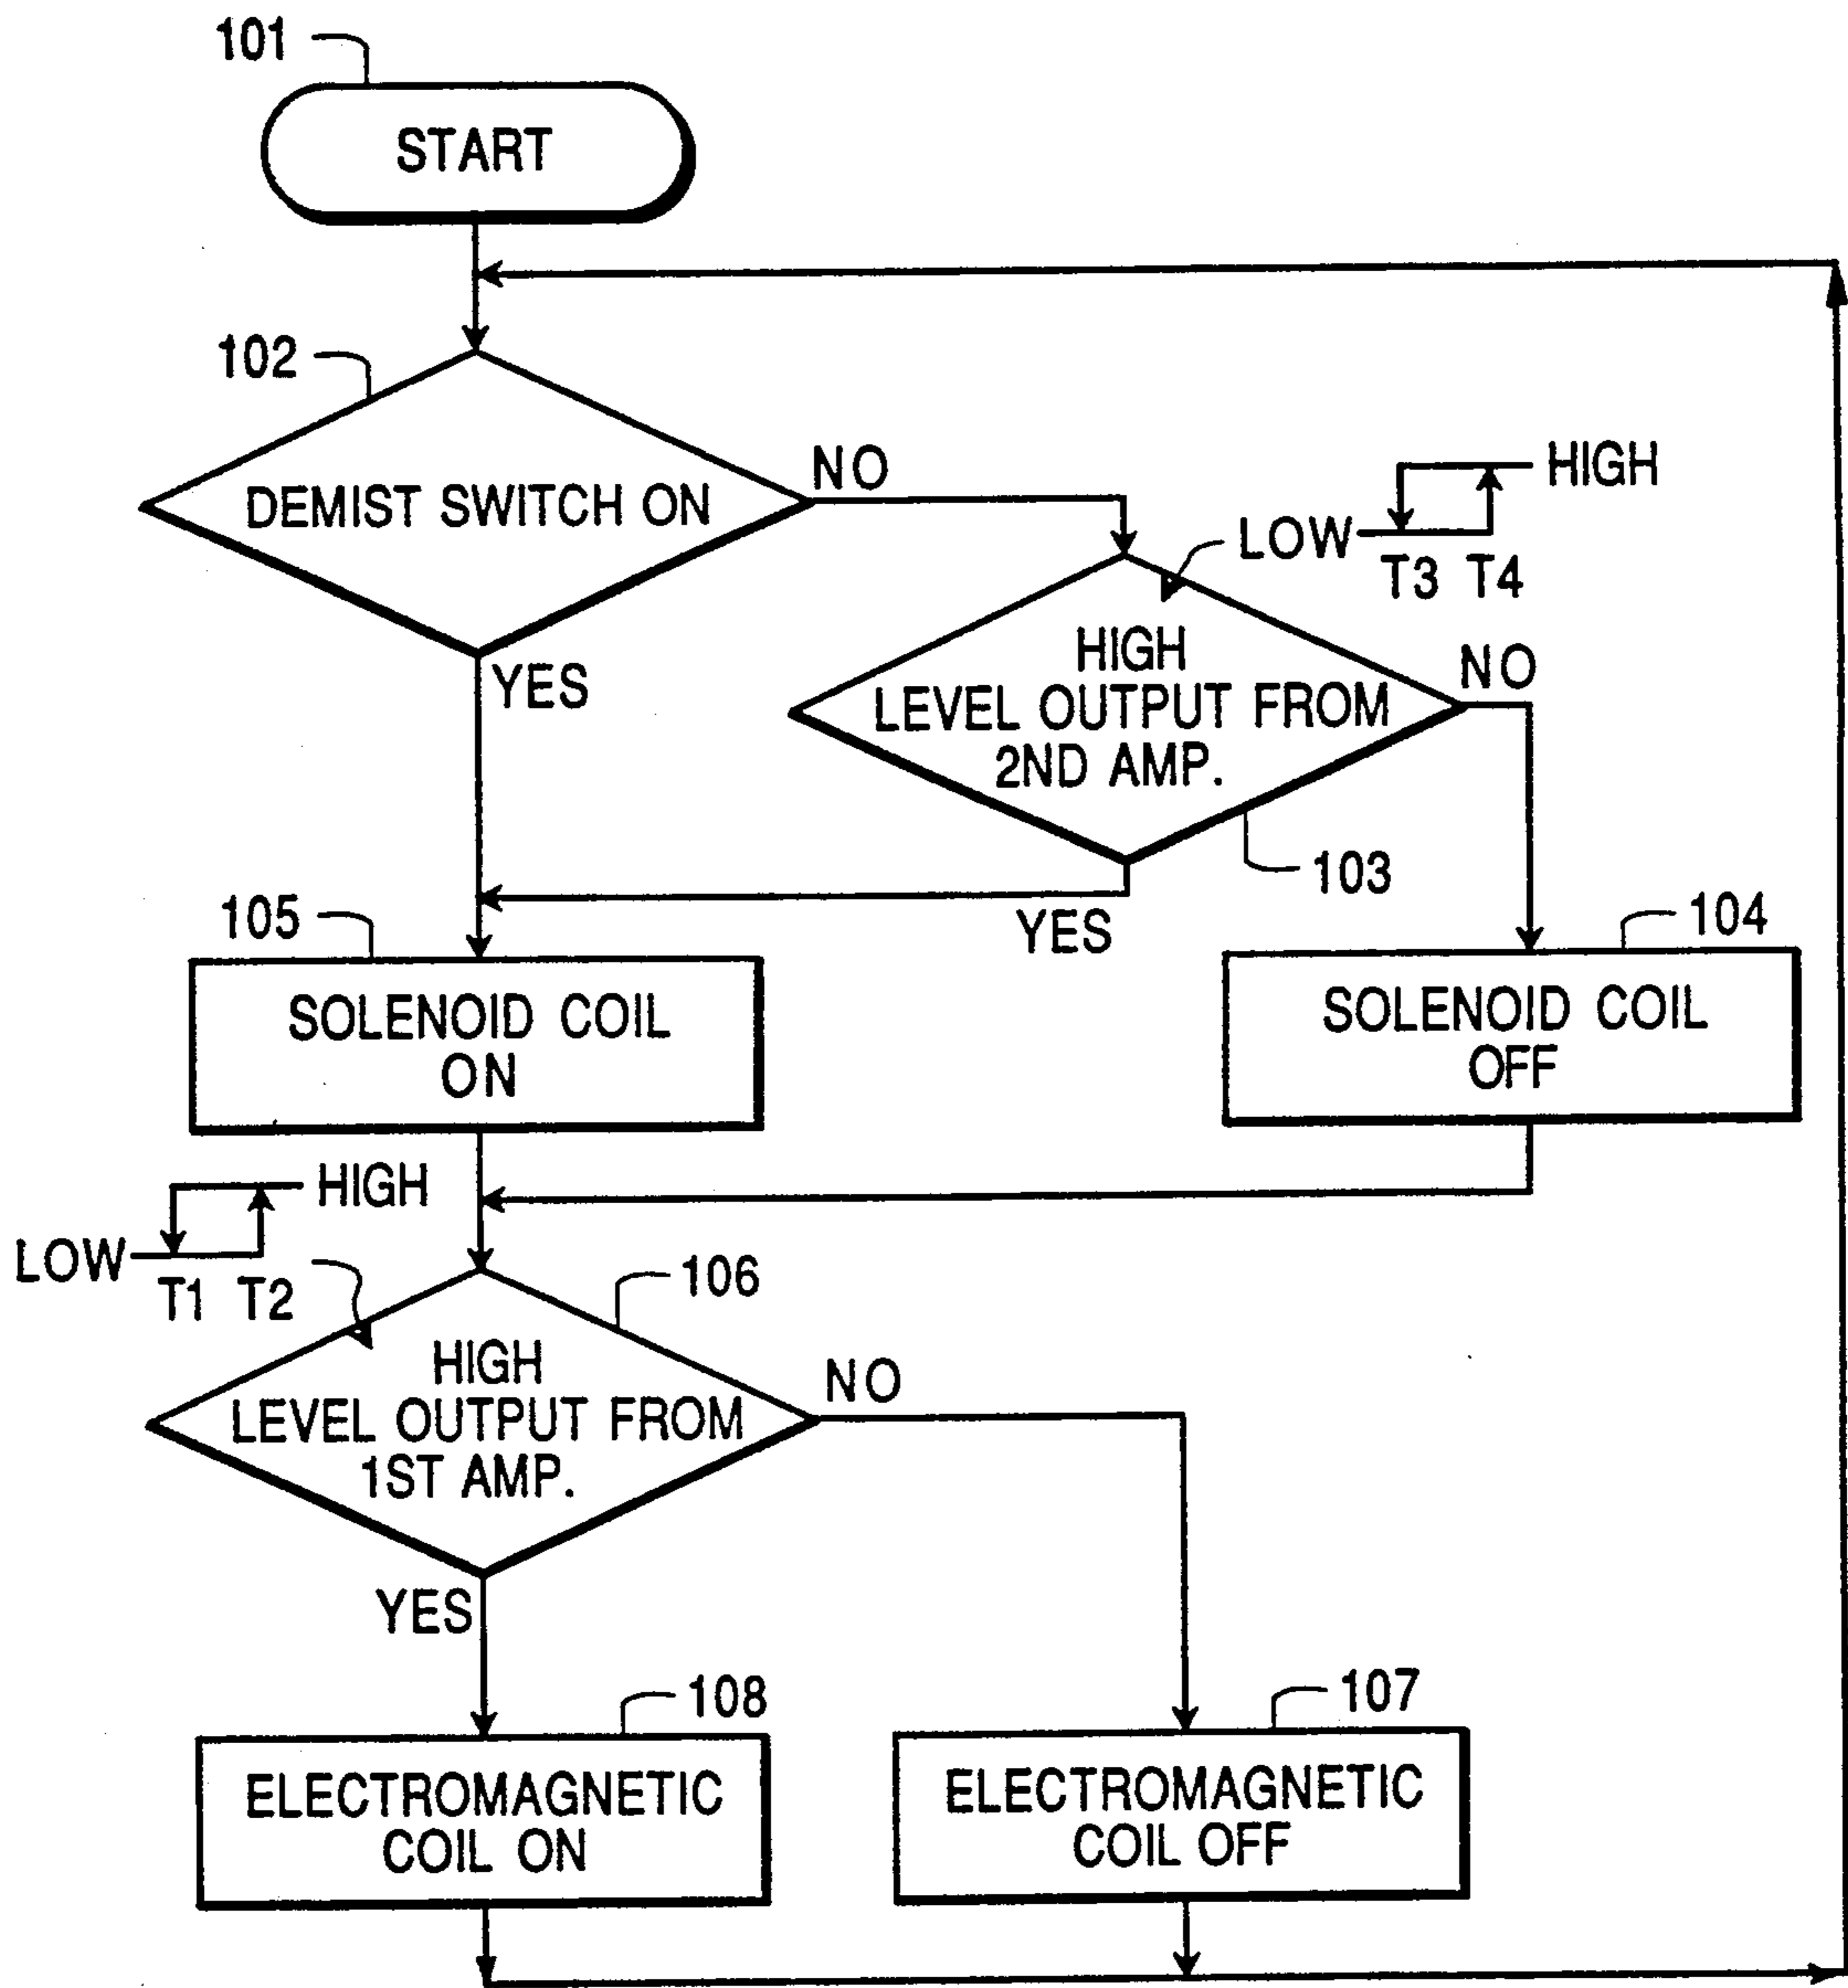 101
START
102
DEMIST SWITCH ON
NO
HIGH
LOW
T3 T4
YES
HIGH
LEVEL OUTPUT FROM
2ND AMP.
NO
103
YES
105
104
SOLENOID COIL
ON
SOLENOID COIL
OFF
HIGH
LOW
T1 T2
106
HIGH
LEVEL OUTPUT FROM
1ST AMP.
NO
YES
108
107
ELECTROMAGNETIC
COIL ON
ELECTROMAGNETIC
COIL OFF